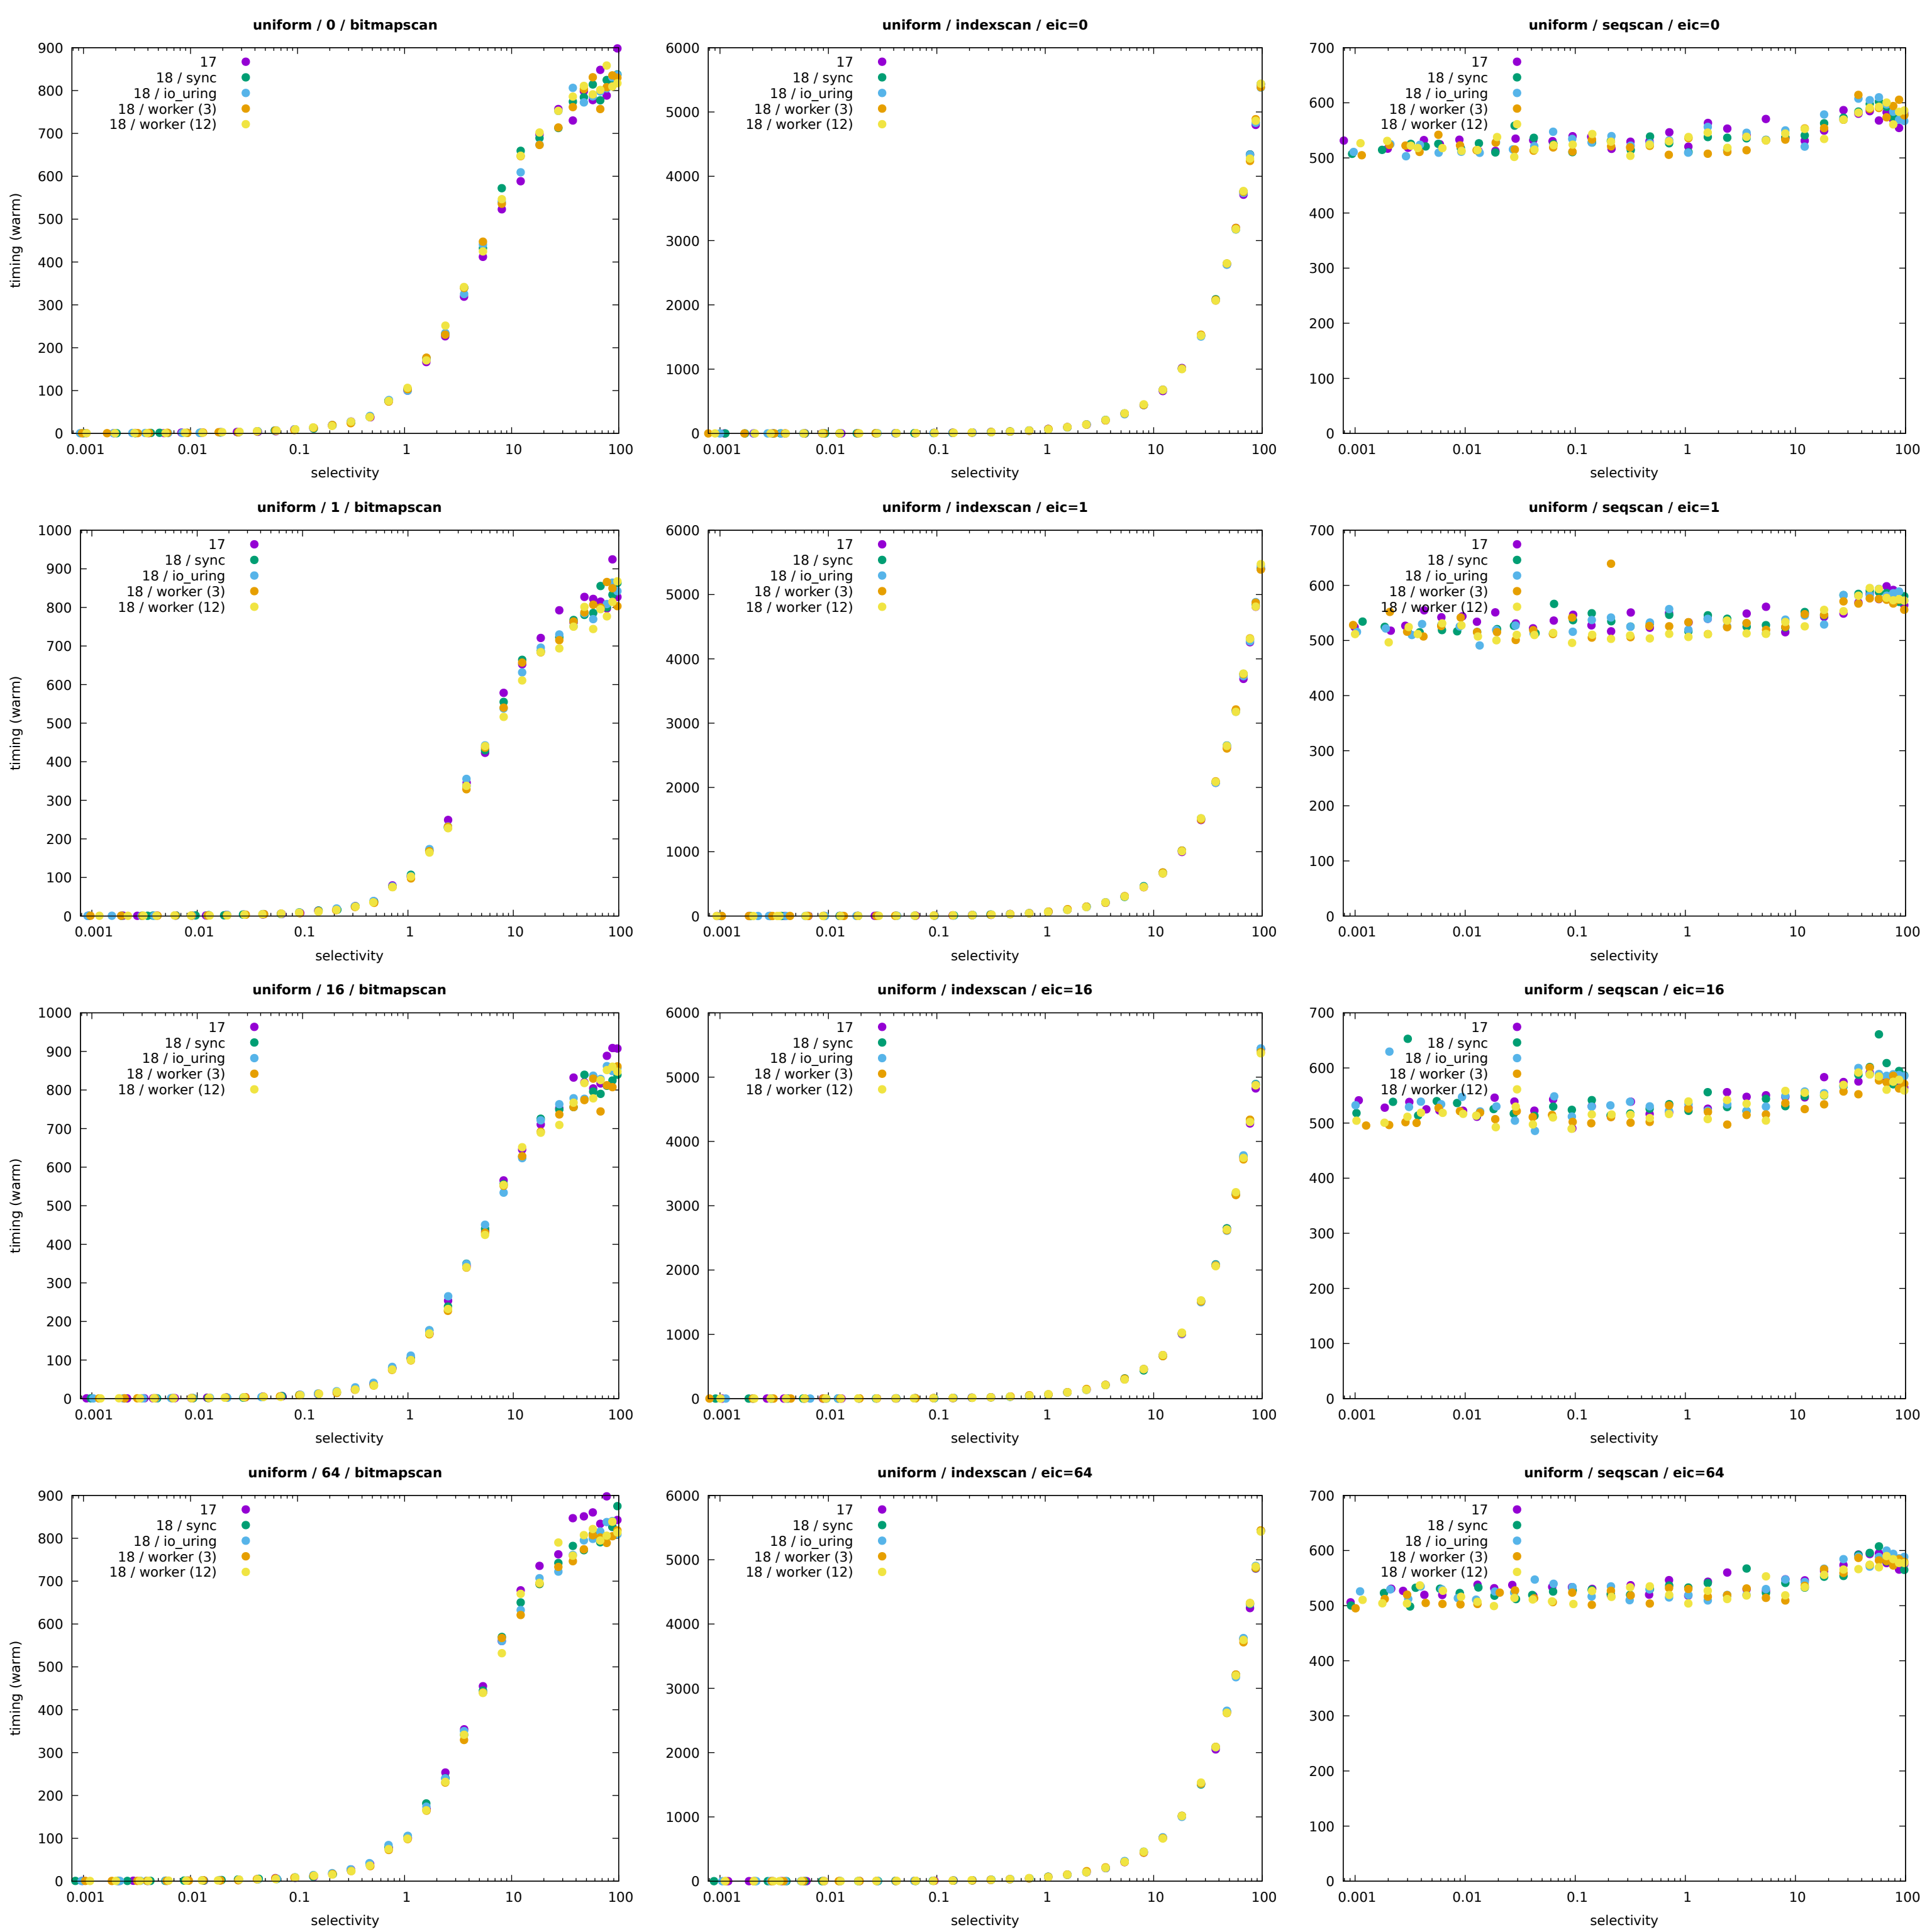 uniform / 0 / bitmapscan
900
800
700
600
500
400
300
200
100
0
timing (warm)
17
18 / sync
18 / io_uring
18 / worker (3)
18 / worker (12)
0.001 0.01 0.1 1 10 100
selectivity
uniform / indexscan / eic=0
6000
5000
4000
3000
2000
1000
0
17
18 / sync
18 / io_uring
18 / worker (3)
18 / worker (12)
0.001 0.01 0.1 1 10 100
selectivity
uniform / seqscan / eic=0
700
600
500
400
300
200
100
0
17
18 / sync
18 / io_uring
18 / worker (3)
18 / worker (12)
0.001 0.01 0.1 1 10 100
selectivity
uniform / 1 / bitmapscan
1000
900
800
700
600
500
400
300
200
100
0
timing (warm)
17
18 / sync
18 / io_uring
18 / worker (3)
18 / worker (12)
0.001 0.01 0.1 1 10 100
selectivity
uniform / indexscan / eic=1
6000
5000
4000
3000
2000
1000
0
17
18 / sync
18 / io_uring
18 / worker (3)
18 / worker (12)
0.001 0.01 0.1 1 10 100
selectivity
uniform / seqscan / eic=1
700
600
500
400
300
200
100
0
17
18 / sync
18 / io_uring
18 / worker (3)
18 / worker (12)
0.001 0.01 0.1 1 10 100
selectivity
uniform / 16 / bitmapscan
1000
900
800
700
600
500
400
300
200
100
0
timing (warm)
17
18 / sync
18 / io_uring
18 / worker (3)
18 / worker (12)
0.001 0.01 0.1 1 10 100
selectivity
uniform / indexscan / eic=16
6000
5000
4000
3000
2000
1000
0
17
18 / sync
18 / io_uring
18 / worker (3)
18 / worker (12)
0.001 0.01 0.1 1 10 100
selectivity
uniform / seqscan / eic=16
700
600
500
400
300
200
100
0
17
18 / sync
18 / io_uring
18 / worker (3)
18 / worker (12)
0.001 0.01 0.1 1 10 100
selectivity
uniform / 64 / bitmapscan
900
800
700
600
500
400
300
200
100
0
timing (warm)
17
18 / sync
18 / io_uring
18 / worker (3)
18 / worker (12)
0.001 0.01 0.1 1 10 100
selectivity
uniform / indexscan / eic=64
6000
5000
4000
3000
2000
1000
0
17
18 / sync
18 / io_uring
18 / worker (3)
18 / worker (12)
0.001 0.01 0.1 1 10 100
selectivity
uniform / seqscan / eic=64
700
600
500
400
300
200
100
0
17
18 / sync
18 / io_uring
18 / worker (3)
18 / worker (12)
0.001 0.01 0.1 1 10 100
selectivity